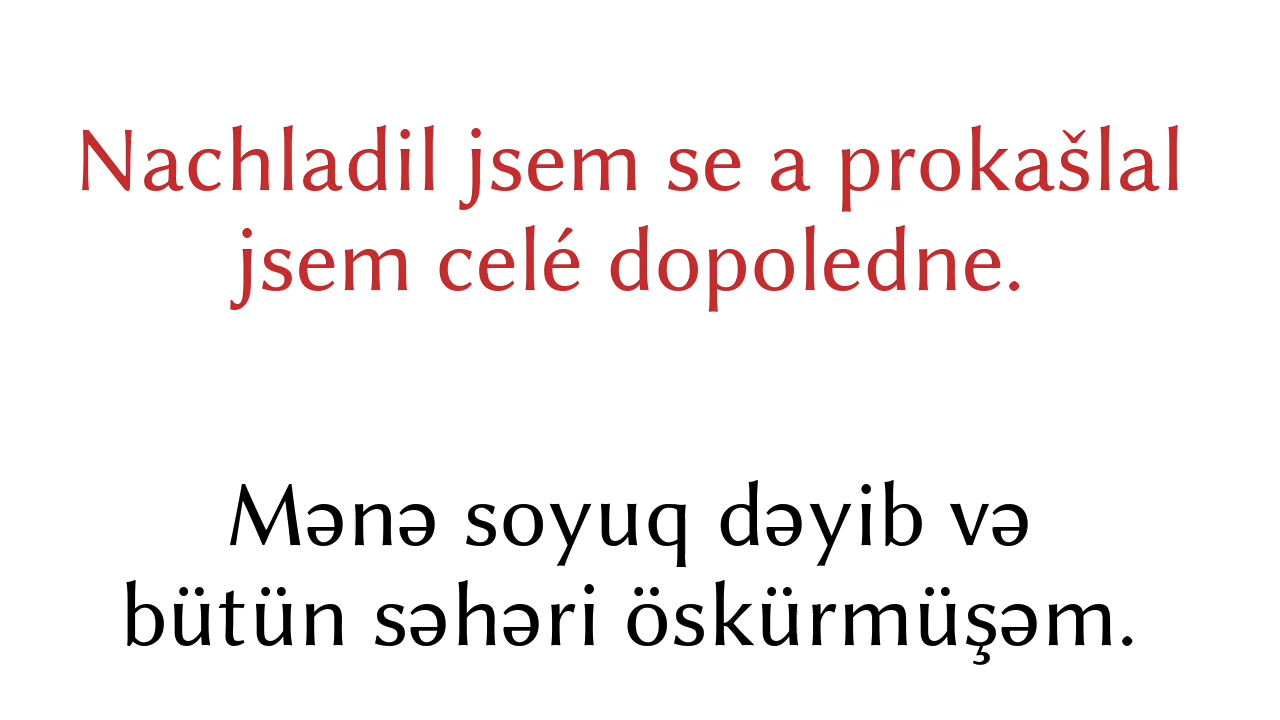 Nachladil jsem se a prokašlal
jsem celé dopoledne.
Mənə soyuq dəyib və
bütün səhəri öskürmüşəm.